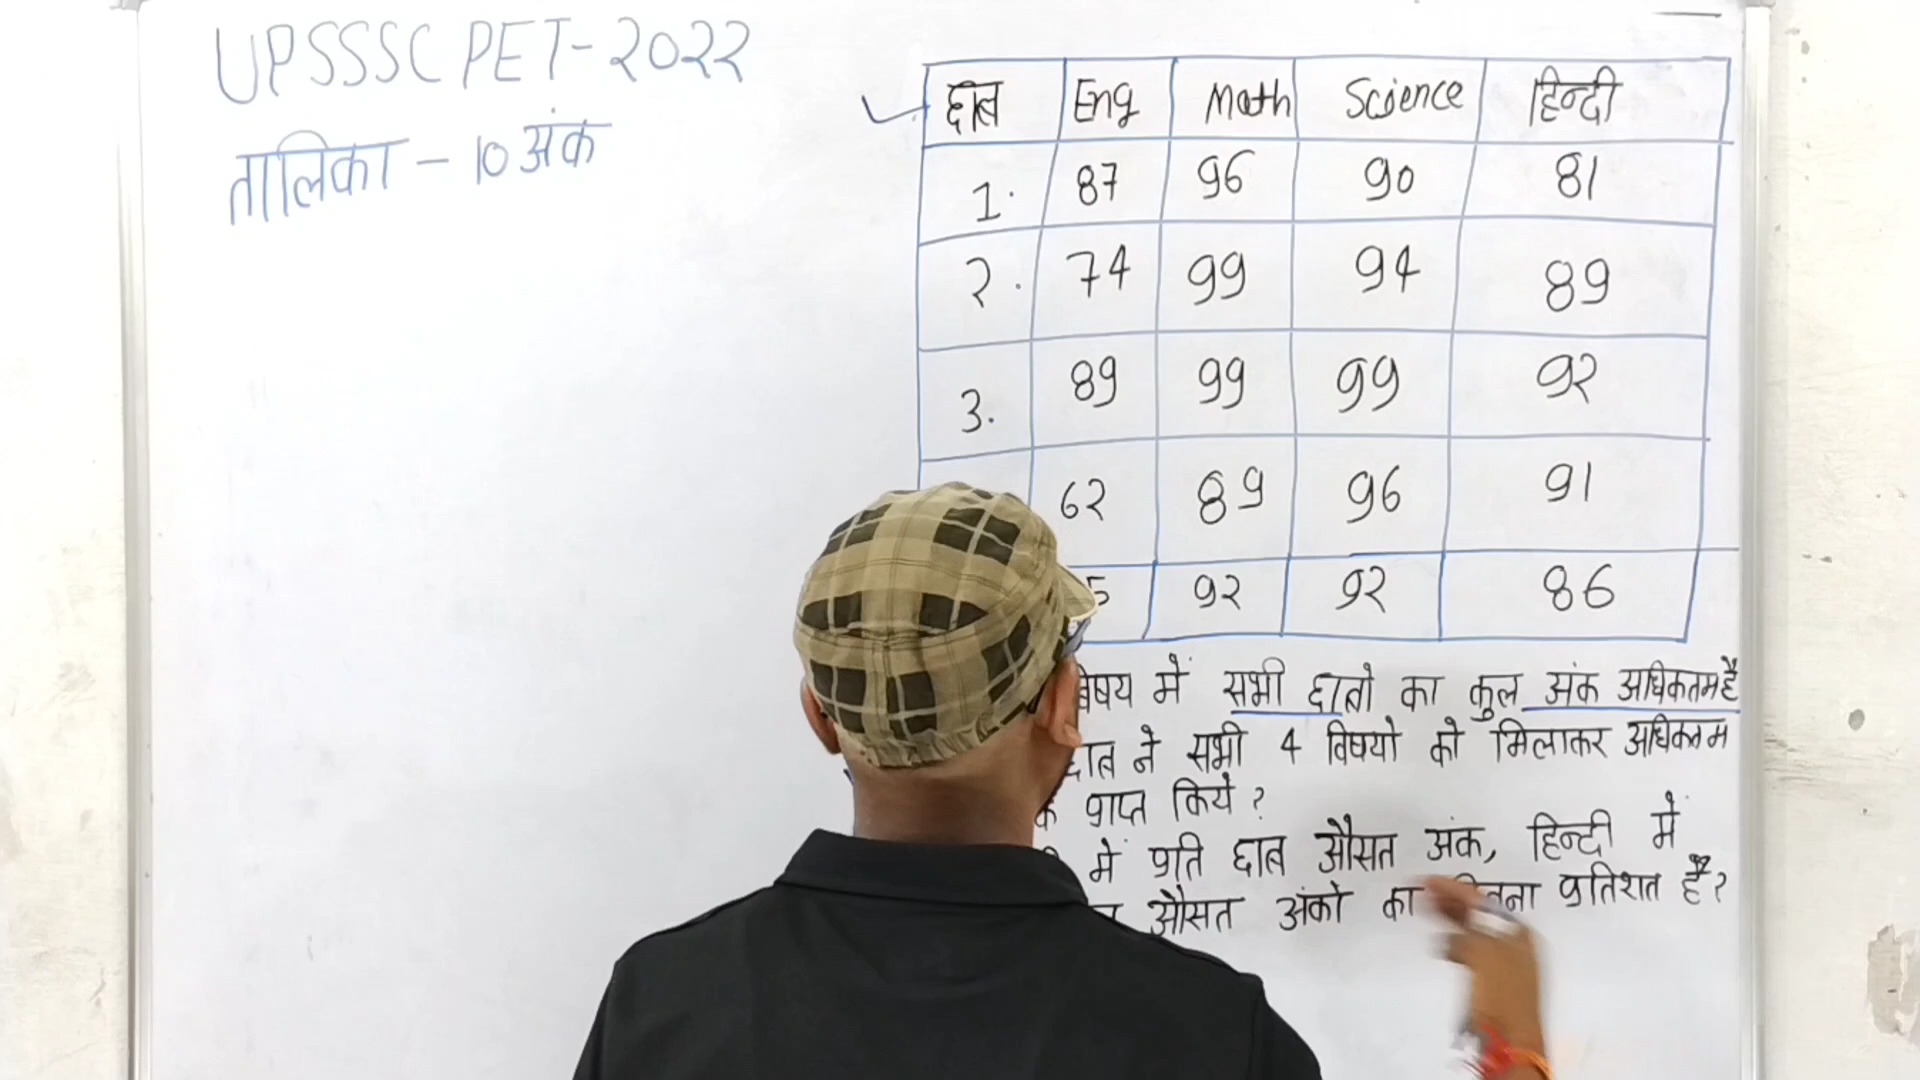 UPSSSC PET-2022
तालिका - 10 अंक
छात्र Eng Math Science हिन्दी
1. 87 96 90 81
2. 74 99 94 89
3. 89 99 99 92
62 89 96 91
5 92 92 86
में सभी छात्रो का कुल अंक अधिकतम है
ने सभी 4 विषयो को मिलाकर अधिकतम
प्राप्त किये ?
में प्रति छात्र औसत अंक, हिन्दी में
औसत अंको का प्रतिशत है ?